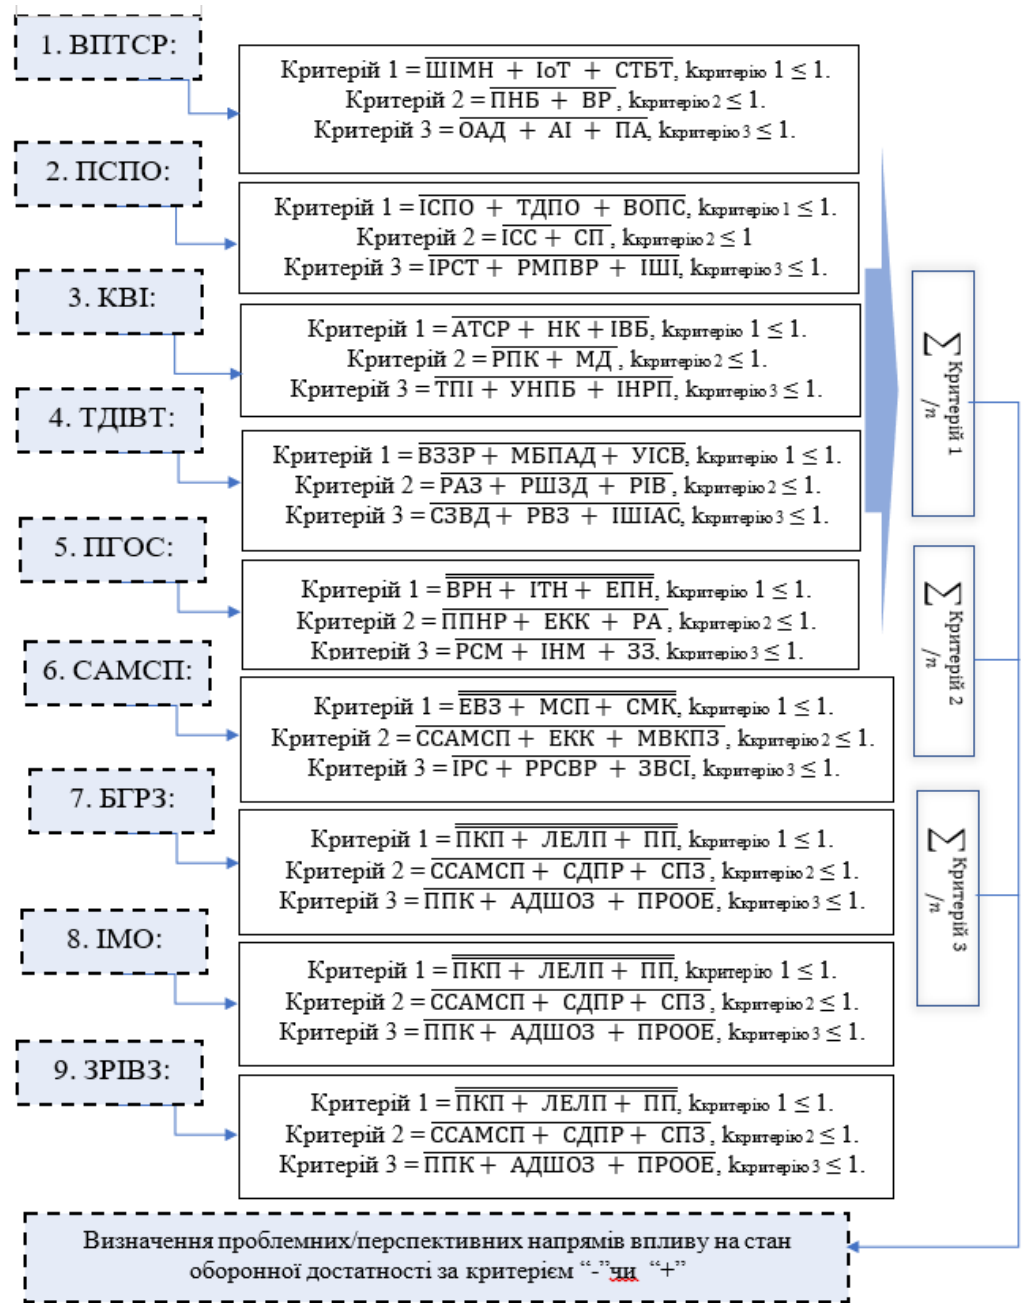 1. ВПТСР:
Критерій 1 = ШІМН + ІоТ + СТБТ, kкритерію 1 ≤ 1.
Критерій 2 = ПНБ + ВР, kкритерію 2 ≤ 1.
Критерій 3 = ОАД + АІ + ПА, kкритерію 3 ≤ 1.
2. ПСПО:
Критерій 1 = ІСПО + ТДПО + ВОПС, kкритерію 1 ≤ 1.
Критерій 2 = ІСС + СП, kкритерію 2 ≤ 1
Критерій 3 = ІРСТ + РМПВР + ІШІ, kкритерію 3 ≤ 1.
3. КВІ:
Критерій 1 = АТСР + НК + ІВБ, kкритерію 1 ≤ 1.
Критерій 2 = РПК + МД, kкритерію 2 ≤ 1.
Критерій 3 = ТПІ + УНПБ + ІНРП, kкритерію 3 ≤ 1.
4. ТДІВТ:
Критерій 1 = ВЗЗР + МБПАД + УІСВ, kкритерію 1 ≤ 1.
Критерій 2 = РАЗ + РШЗД + РІВ, kкритерію 2 ≤ 1.
Критерій 3 = СЗВД + РВЗ + ІШІАС, kкритерію 3 ≤ 1.
5. ПГОС:
Критерій 1 = ВРН + ІТН + ЕПН, kкритерію 1 ≤ 1.
Критерій 2 = ППНР + ЕКК + РА, kкритерію 2 ≤ 1.
Критерій 3 = РСМ + ІНМ + ЗЗ, kкритерію 3 ≤ 1.
6. САМСП:
Критерій 1 = ЕВЗ + МСП + СМК, kкритерію 1 ≤ 1.
Критерій 2 = ССАМСП + ЕКК + МВКПЗ, kкритерію 2 ≤ 1.
Критерій 3 = ІРС + РРСВР + ЗВСІ, kкритерію 3 ≤ 1.
7. БГРЗ:
Критерій 1 = ПКП + ЛЕЛП + ПП, kкритерію 1 ≤ 1.
Критерій 2 = ССАМСП + СДПР + СПЗ, kкритерію 2 ≤ 1.
Критерій 3 = ППК + АДШОЗ + ПРООЕ, kкритерію 3 ≤ 1.
8. ІМО:
Критерій 1 = ПКП + ЛЕЛП + ПП, kкритерію 1 ≤ 1.
Критерій 2 = ССАМСП + СДПР + СПЗ, kкритерію 2 ≤ 1.
Критерій 3 = ППК + АДШОЗ + ПРООЕ, kкритерію 3 ≤ 1.
9. ЗРІВЗ:
Критерій 1 = ПКП + ЛЕЛП + ПП, kкритерію 1 ≤ 1.
Критерій 2 = ССАМСП + СДПР + СПЗ, kкритерію 2 ≤ 1.
Критерій 3 = ППК + АДШОЗ + ПРООЕ, kкритерію 3 ≤ 1.
∑ Критерій 1
/n
∑ Критерій 2
/n
∑ Критерій 3
/n
Визначення проблемних/перспективних напрямів впливу на стан
оборонної достатності за критерієм “-”чи “+”